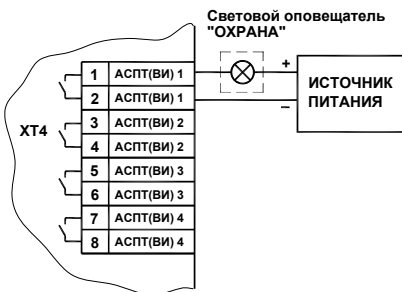 Световой оповещатель
"ОХРАНА"
+
ИСТОЧНИК
ПИТАНИЯ
–
XT4
1 АСПТ(ВИ) 1
2 АСПТ(ВИ) 1
3 АСПТ(ВИ) 2
4 АСПТ(ВИ) 2
5 АСПТ(ВИ) 3
6 АСПТ(ВИ) 3
7 АСПТ(ВИ) 4
8 АСПТ(ВИ) 4